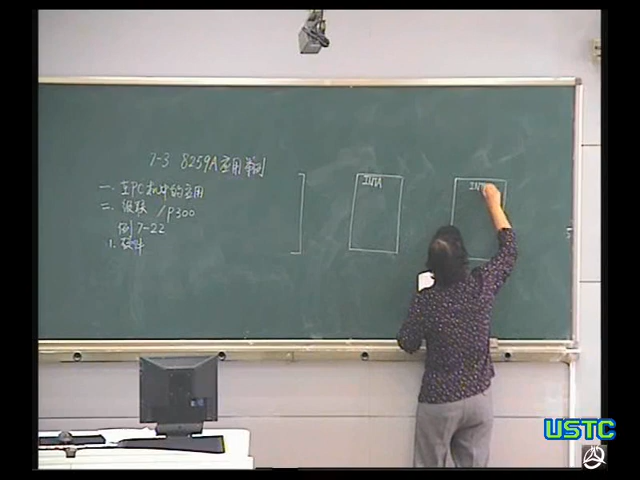 7-3 8259A应用举例
一. 在PC机中的应用
二. 级联 /P300
例7-22
1. 硬件
INTA
INT
USTC